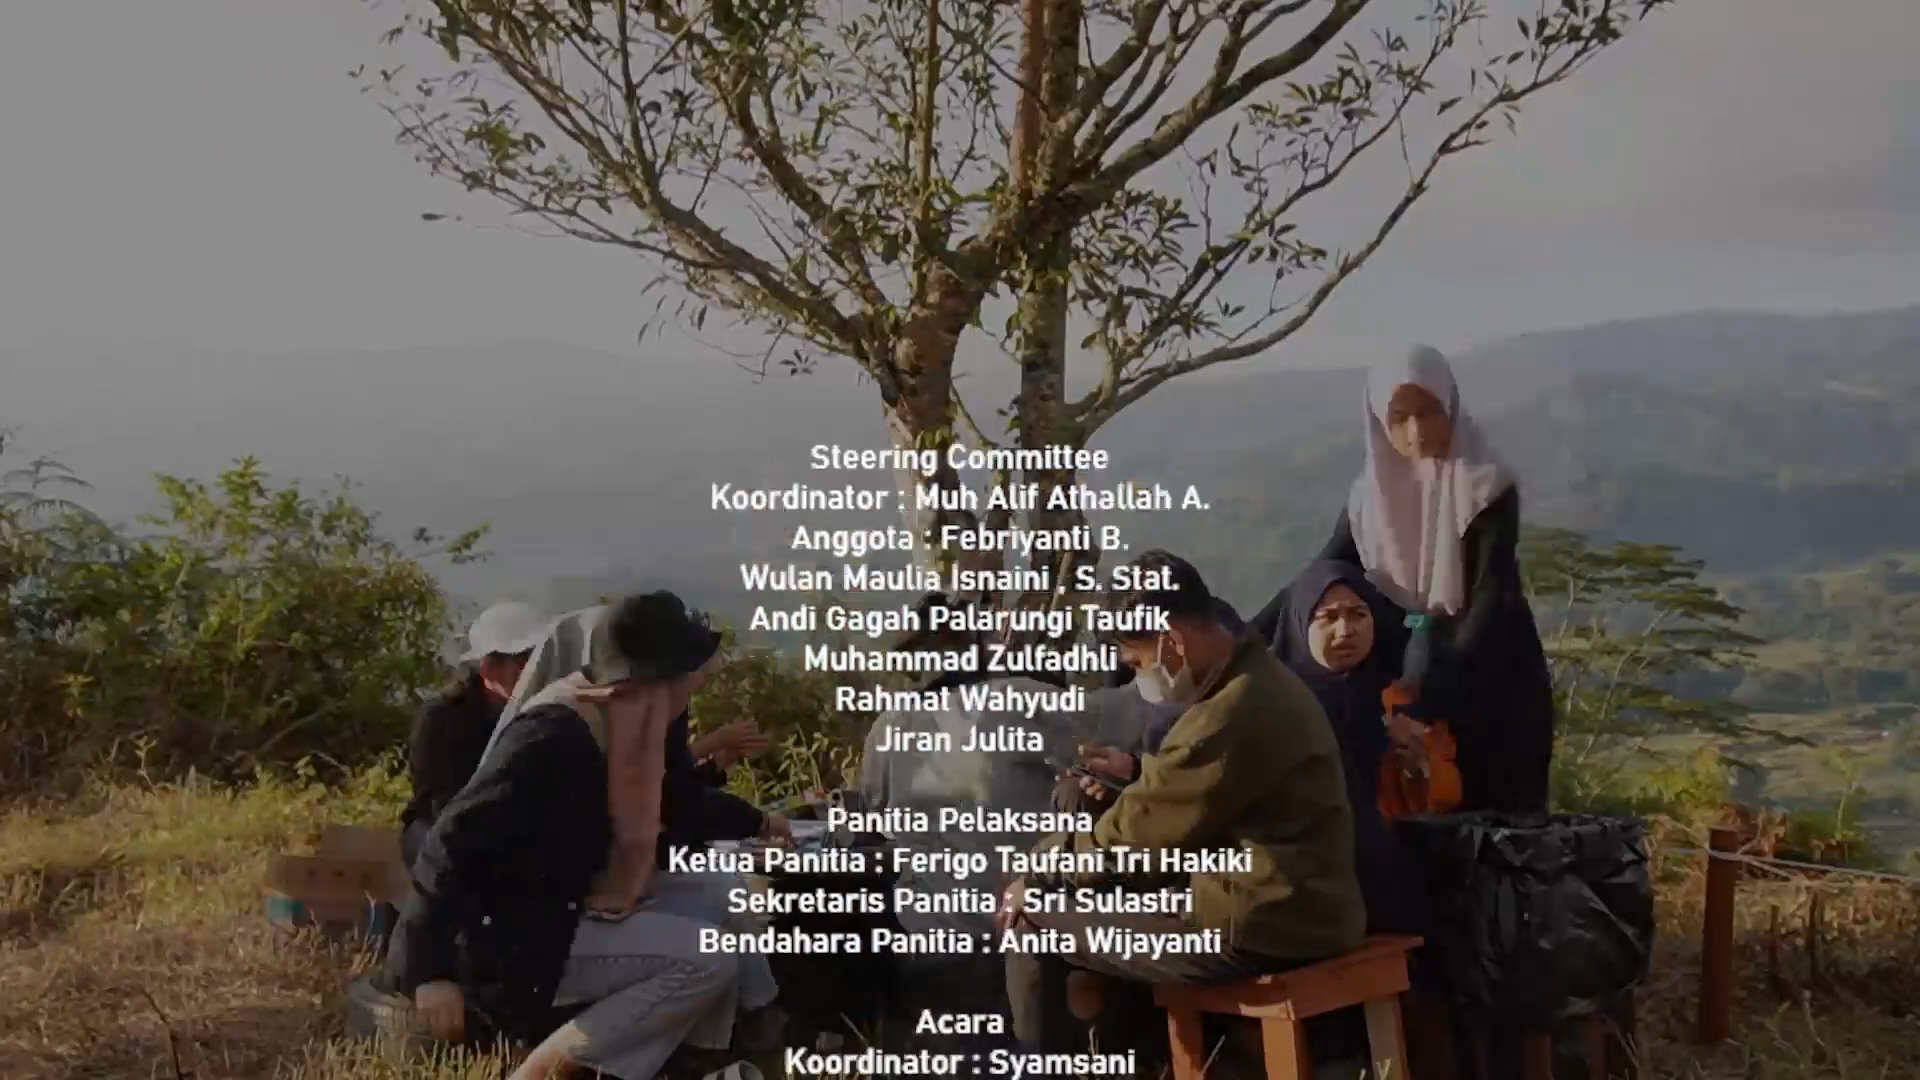 Steering Committee
Koordinator : Muh Alif Athallah A.
Anggota : Febriyanti B.
Wulan Maulia Isnaini , S. Stat.
Andi Gagah Palarungi Taufik
Muhammad Zulfadhli
Rahmat Wahyudi
Jiran Julita
Panitia Pelaksana
Ketua Panitia : Ferigo Taufani Tri Hakiki
Sekretaris Panitia : Sri Sulastri
Bendahara Panitia : Anita Wijayanti
Acara
Koordinator : Syamsani